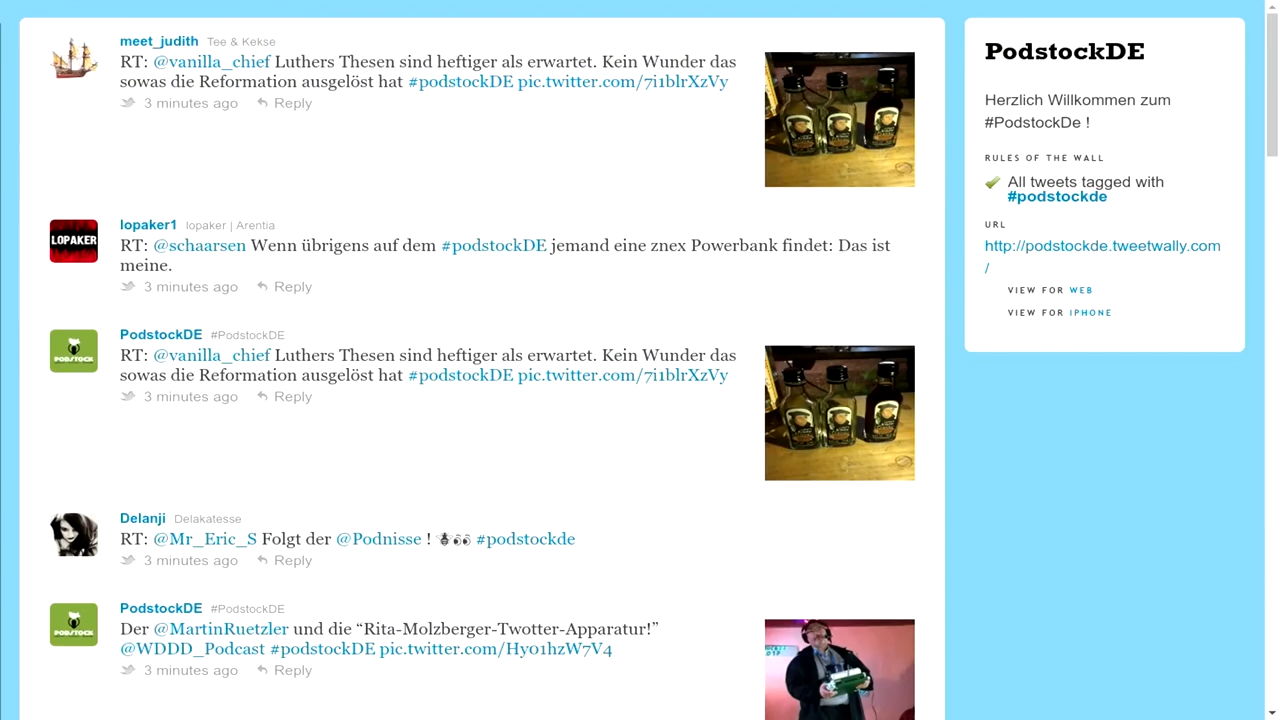 meet_judith Tee & Kekse
RT: @vanilla_chief Luthers Thesen sind heftiger als erwartet. Kein Wunder das
sowas die Reformation ausgelöst hat #podstockDE pic.twitter.com/7i1blrXzVy
3 minutes ago Reply
LOPAKER
lopaker1 lopaker | Arentia
RT: @schaarsen Wenn übrigens auf dem #podstockDE jemand eine znex Powerbank findet: Das ist
meine.
3 minutes ago Reply
PODSTOCK
PodstockDE #PodstockDE
RT: @vanilla_chief Luthers Thesen sind heftiger als erwartet. Kein Wunder das
sowas die Reformation ausgelöst hat #podstockDE pic.twitter.com/7i1blrXzVy
3 minutes ago Reply
Delanji Delakatesse
RT: @Mr_Eric_S Folgt der @Podnisse ! #podstockde
3 minutes ago Reply
PODSTOCK
PodstockDE #PodstockDE
Der @MartinRuetzler und die “Rita-Molzberger-Twotter-Apparatur!”
@WDDD_Podcast #podstockDE pic.twitter.com/Hy01hzW7V4
3 minutes ago Reply
PodstockDE
Herzlich Willkommen zum
#PodstockDe !
RULES OF THE WALL
All tweets tagged with
#podstockde
URL
http://podstockde.tweetwally.com
/
VIEW FOR WEB
VIEW FOR IPHONE